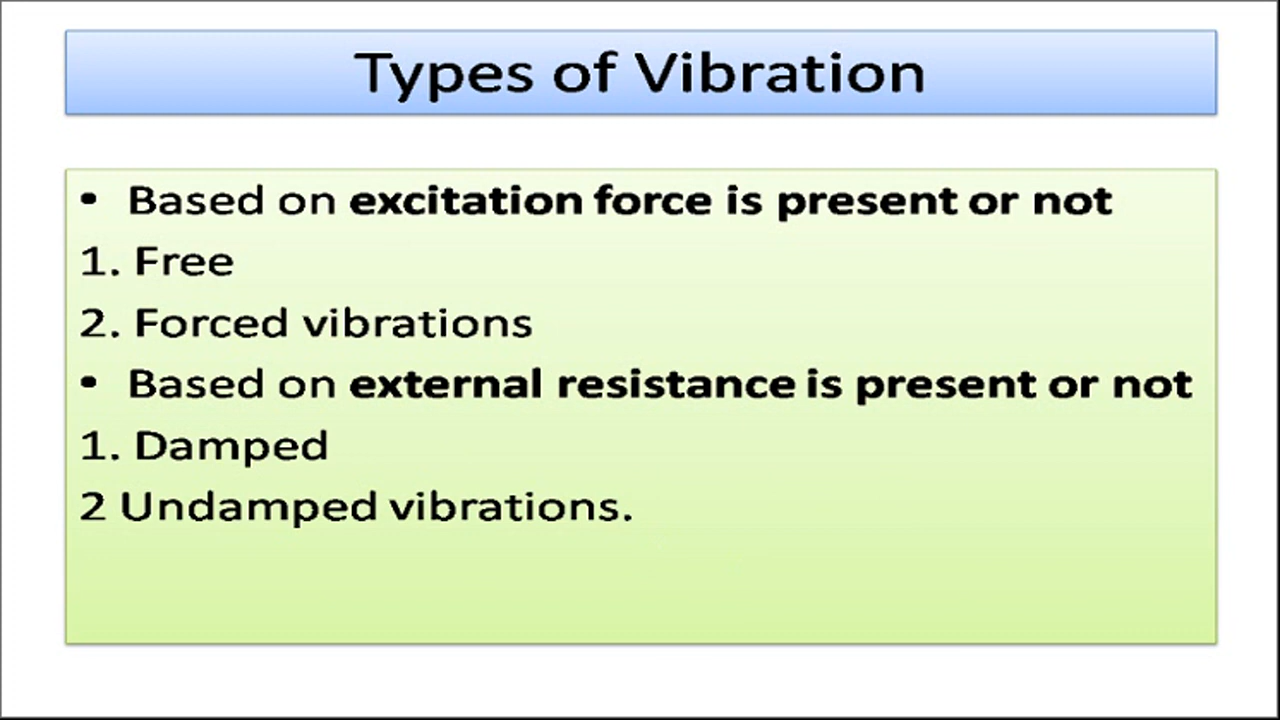 Types of Vibration
• Based on excitation force is present or not
1. Free
2. Forced vibrations
• Based on external resistance is present or not
1. Damped
2 Undamped vibrations.